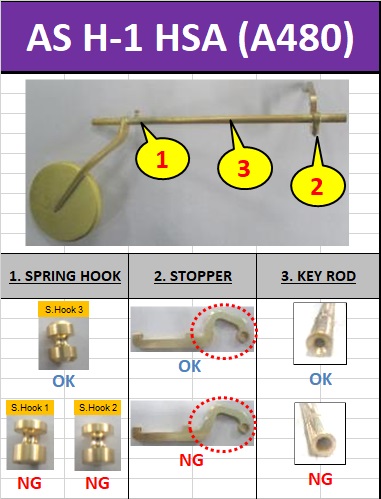 AS H-1 HSA (A480)
1
3
2
1. SPRING HOOK
2. STOPPER
3. KEY ROD
S.Hook 3
OK
OK
OK
S.Hook 1
S.Hook 2
NG
NG
NG
NG